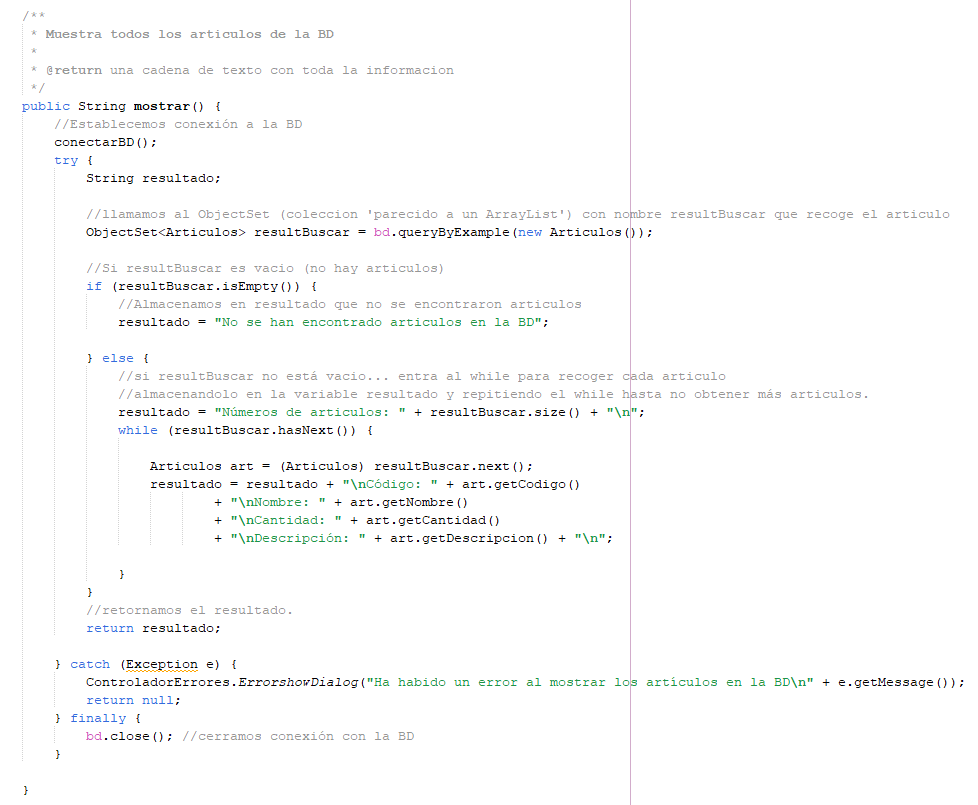 /**
 * Muestra todos los articulos de la BD
 *
 * @return una cadena de texto con toda la informacion
 */
public String mostrar() {
    //Establecemos conexión a la BD
    conectarBD();
    try {
        String resultado;

        //llamamos al ObjectSet (coleccion 'parecido a un ArrayList') con nombre resultBuscar que recoge el articulo
        ObjectSet<Articulos> resultBuscar = bd.queryByExample(new Articulos());

        //Si resultBuscar es vacio (no hay articulos)
        if (resultBuscar.isEmpty()) {
            //Almacenamos en resultado que no se encontraron articulos
            resultado = "No se han encontrado articulos en la BD";

        } else {
            //si resultBuscar no está vacio... entra al while para recoger cada articulo
            //almacenandolo en la variable resultado y repitiendo el while hasta no obtener más articulos.
            resultado = "Números de articulos: " + resultBuscar.size() + "\n";
            while (resultBuscar.hasNext()) {

                Articulos art = (Articulos) resultBuscar.next();
                resultado = resultado + "\nCódigo: " + art.getCodigo()
                        + "\nNombre: " + art.getNombre()
                        + "\nCantidad: " + art.getCantidad()
                        + "\nDescripción: " + art.getDescripcion() + "\n";

            }
        }
        //retornamos el resultado.
        return resultado;

    } catch (Exception e) {
        ControladorErrores.ErrorshowDialog("Ha habido un error al mostrar los artículos en la BD\n" + e.getMessage());
        return null;
    } finally {
        bd.close(); //cerramos conexión con la BD
    }

}